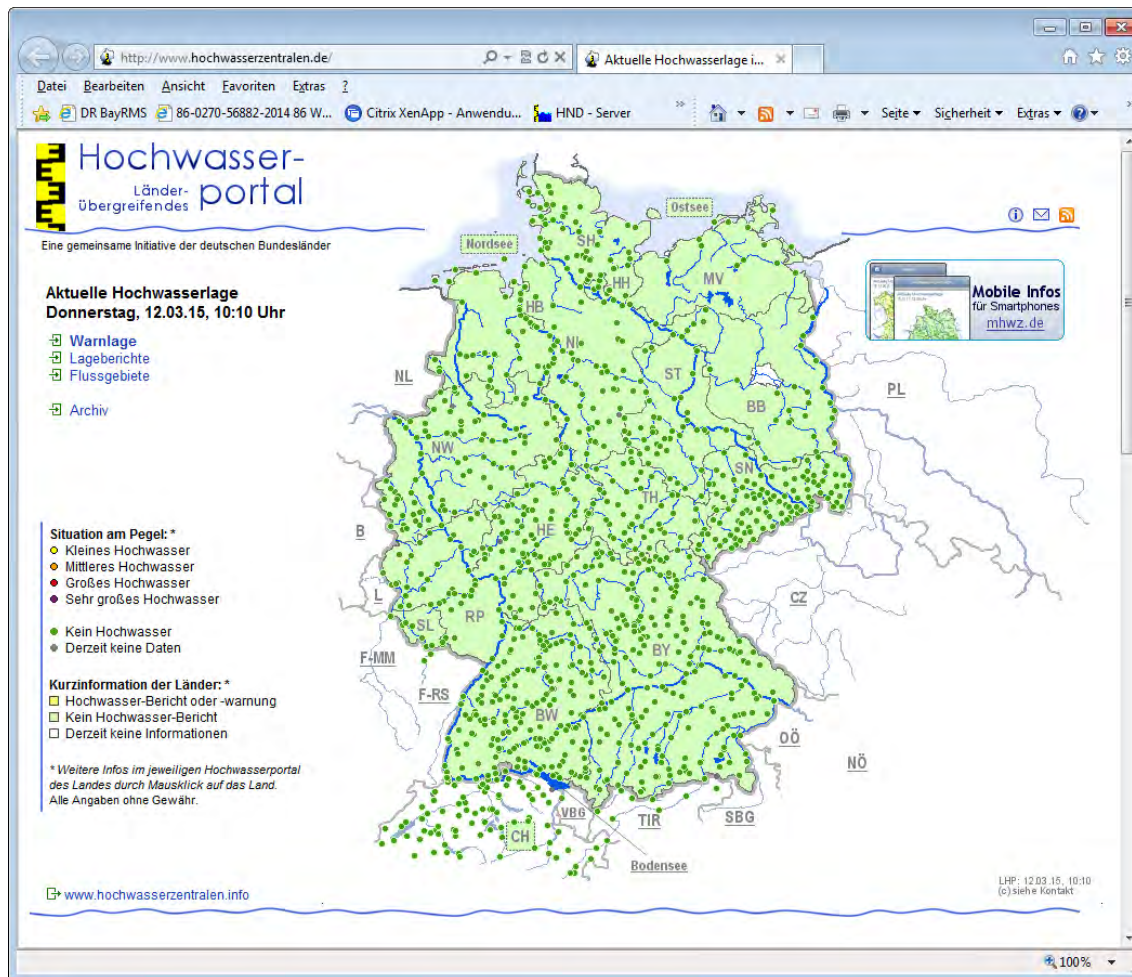 http://www.hochwasserzentralen.de/
Aktuelle Hochwasserlage i...
Datei Bearbeiten Ansicht Favoriten Extras ?
DR BayRMS 86-0270-56882-2014 86 W... Citrix XenApp - Anwendu... HND - Server Seite Sicherheit Extras
Hochwasser-
Länder-
übergreifendes portal
Eine gemeinsame Initiative der deutschen Bundesländer
Aktuelle Hochwasserlage
Donnerstag, 12.03.15, 10:10 Uhr
Warnlage
Lageberichte
Flussgebiete
Archiv
Situation am Pegel: *
Kleines Hochwasser
Mittleres Hochwasser
Großes Hochwasser
Sehr großes Hochwasser
Kein Hochwasser
Derzeit keine Daten
Kurzinformation der Länder: *
Hochwasser-Bericht oder -warnung
Kein Hochwasser-Bericht
Derzeit keine Informationen
* Weitere Infos im jeweiligen Hochwasserportal
des Landes durch Mausklick auf das Land.
Alle Angaben ohne Gewähr.
www.hochwasserzentralen.info
Ostsee
Nordsee
SH
HH
MV
HB
NI
ST
BB
NL
PL
NW
SN
TH
HE
B
L
RP
SL
CZ
F-MM
F-RS
BY
BW
OÖ
NÖ
VBG
TIR
SBG
CH
Bodensee
Mobile Infos
für Smartphones
mhwz.de
LHP: 12.03.15, 10:10
(c) siehe Kontakt
100%